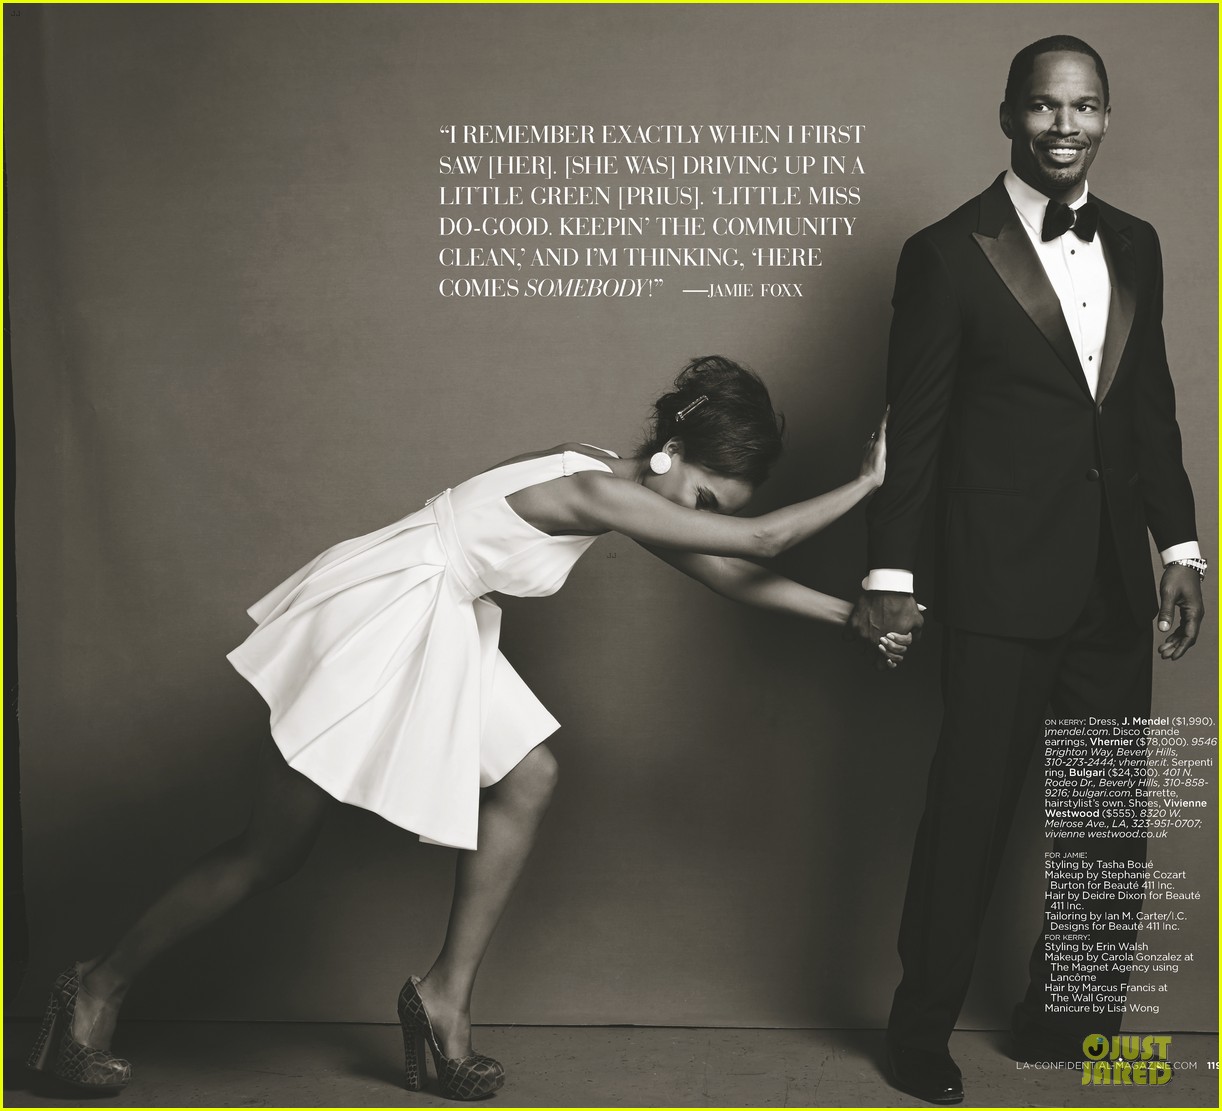 “I REMEMBER EXACTLY WHEN I FIRST
SAW [HER]. [SHE WAS] DRIVING UP IN A
LITTLE GREEN [PRIUS]. ‘LITTLE MISS
DO-GOOD. KEEPIN’ THE COMMUNITY
CLEAN,’ AND I’M THINKING, ‘HERE
COMES SOMEBODY!” —JAMIE FOXX
ON KERRY: Dress, J. Mendel ($1,990).
jmendel.com. Disco Grande
earrings, Vhernier ($78,000). 9546
Brighton Way, Beverly Hills,
310-273-2444; vhernier.it. Serpenti
ring, Bulgari ($24,300). 401 N.
Rodeo Dr., Beverly Hills, 310-858-
9216; bulgari.com. Barrette,
hairstylist’s own. Shoes, Vivienne
Westwood ($555). 8320 W.
Melrose Ave., LA, 323-951-0707;
vivienne westwood.co.uk
FOR JAMIE:
Styling by Tasha Boué
Makeup by Stephanie Cozart
Burton for Beauté 411 Inc.
Hair by Deidre Dixon for Beauté
411 Inc.
Tailoring by Ian M. Carter/I.C.
Designs for Beauté 411 Inc.
FOR KERRY:
Styling by Erin Walsh
Makeup by Carola Gonzalez at
The Magnet Agency using
Lancôme
Hair by Marcus Francis at
The Wall Group
Manicure by Lisa Wong
LA-CONFIDENTIAL-MAGAZINE.COM 119
JUST
JARED